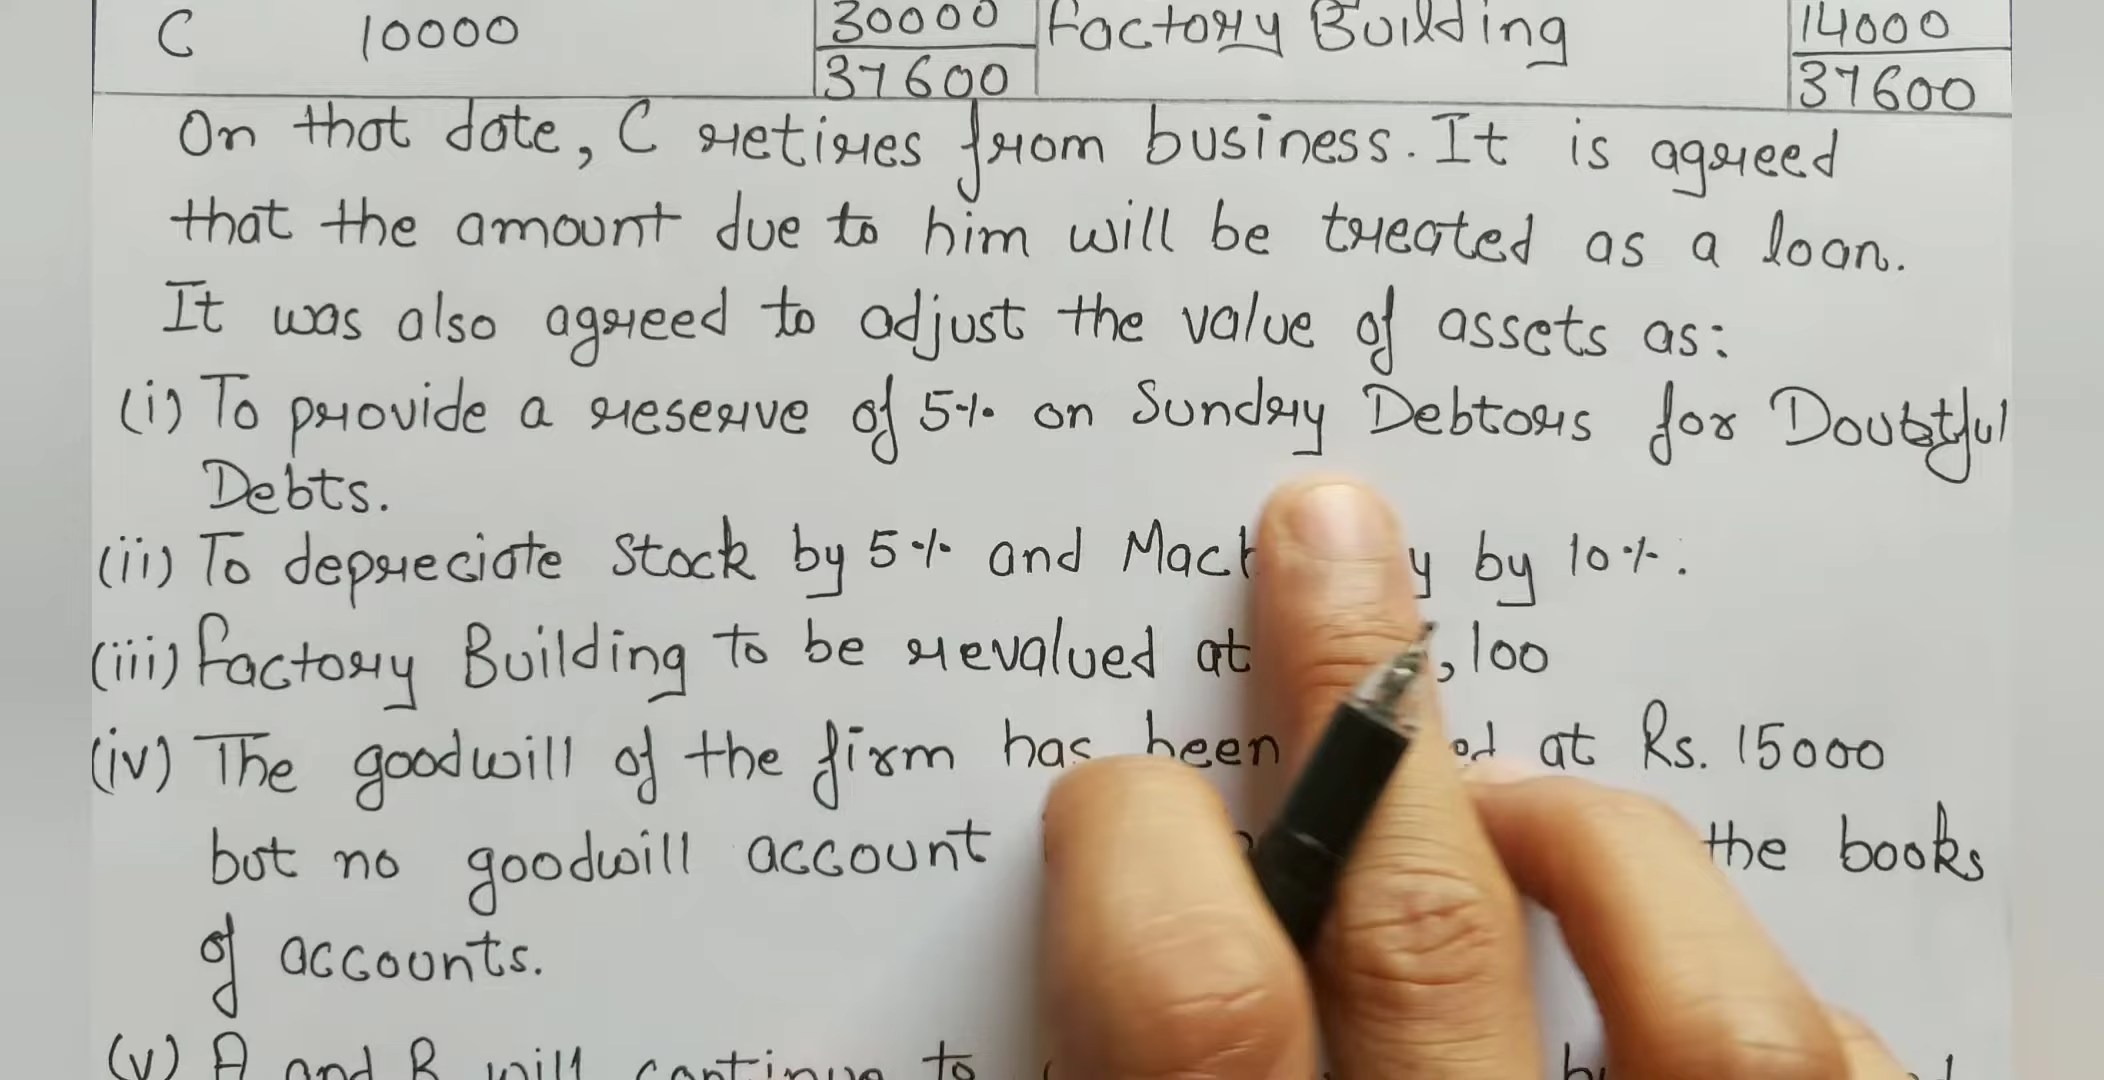 C 10000 30000 Factory Building 14000
37600 37600
On that date, C retires from business. It is agreed
that the amount due to him will be treated as a loan.
It was also agreed to adjust the value of assets as:
(i) To provide a reserve of 5% on Sundry Debtors for Doubtful
Debts.
(ii) To depreciate Stock by 5% and by 10%.
(iii) Factory Building to be revalued at ,100
(iv) The goodwill of the firm has been at Rs. 15000
but no goodwill account the books
of accounts.
(v) A and B will continue to